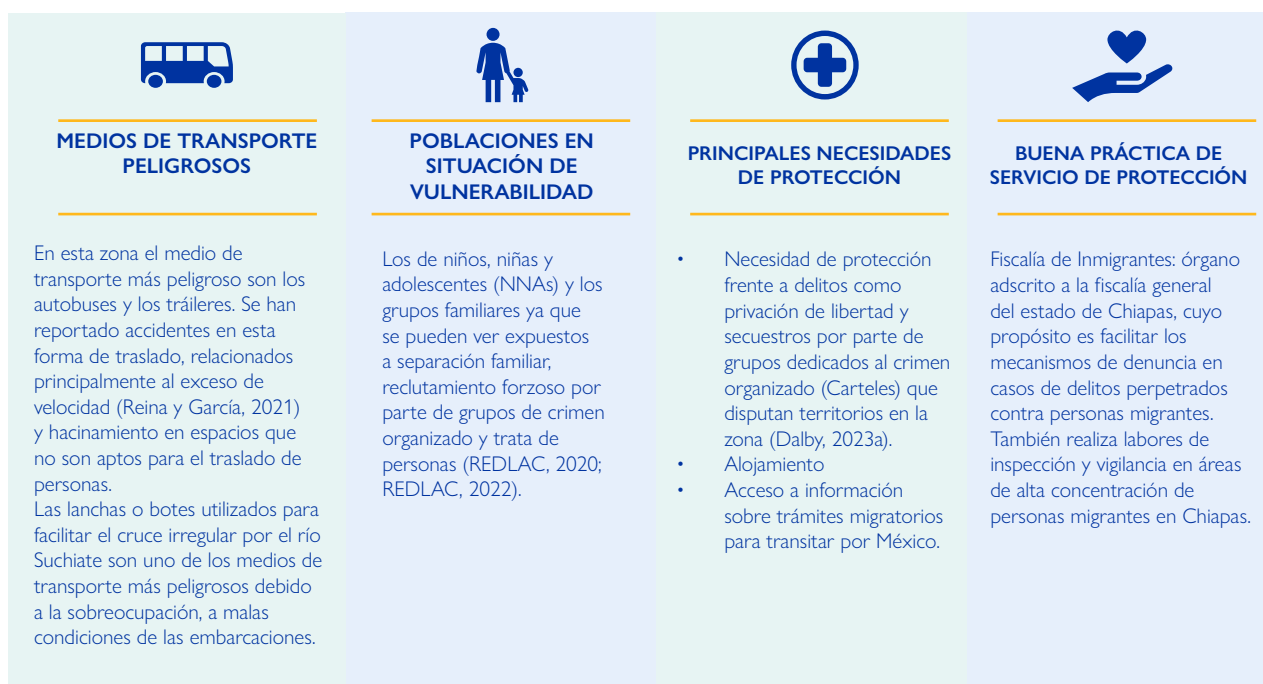 MEDIOS DE TRANSPORTE
PELIGROSOS
En esta zona el medio de
transporte más peligroso son los
autobuses y los tráileres. Se han
reportado accidentes en esta
forma de traslado, relacionados
principalmente al exceso de
velocidad (Reina y García, 2021)
y hacinamiento en espacios que
no son aptos para el traslado de
personas.
Las lanchas o botes utilizados para
facilitar el cruce irregular por el río
Suchiate son uno de los medios de
transporte más peligrosos debido
a la sobreocupación, a malas
condiciones de las embarcaciones.
POBLACIONES EN
SITUACIÓN DE
VULNERABILIDAD
Los de niños, niñas y
adolescentes (NNAs) y los
grupos familiares ya que
se pueden ver expuestos
a separación familiar,
reclutamiento forzoso por
parte de grupos de crimen
organizado y trata de
personas (REDLAC, 2020;
REDLAC, 2022).
PRINCIPALES NECESIDADES
DE PROTECCIÓN
• Necesidad de protección
frente a delitos como
privación de libertad y
secuestros por parte de
grupos dedicados al crimen
organizado (Carteles) que
disputan territorios en la
zona (Dalby, 2023a).
• Alojamiento
• Acceso a información
sobre trámites migratorios
para transitar por México.
BUENA PRÁCTICA DE
SERVICIO DE PROTECCIÓN
Fiscalía de Inmigrantes: órgano
adscrito a la fiscalía general
del estado de Chiapas, cuyo
propósito es facilitar los
mecanismos de denuncia en
casos de delitos perpetrados
contra personas migrantes.
También realiza labores de
inspección y vigilancia en áreas
de alta concentración de
personas migrantes en Chiapas.